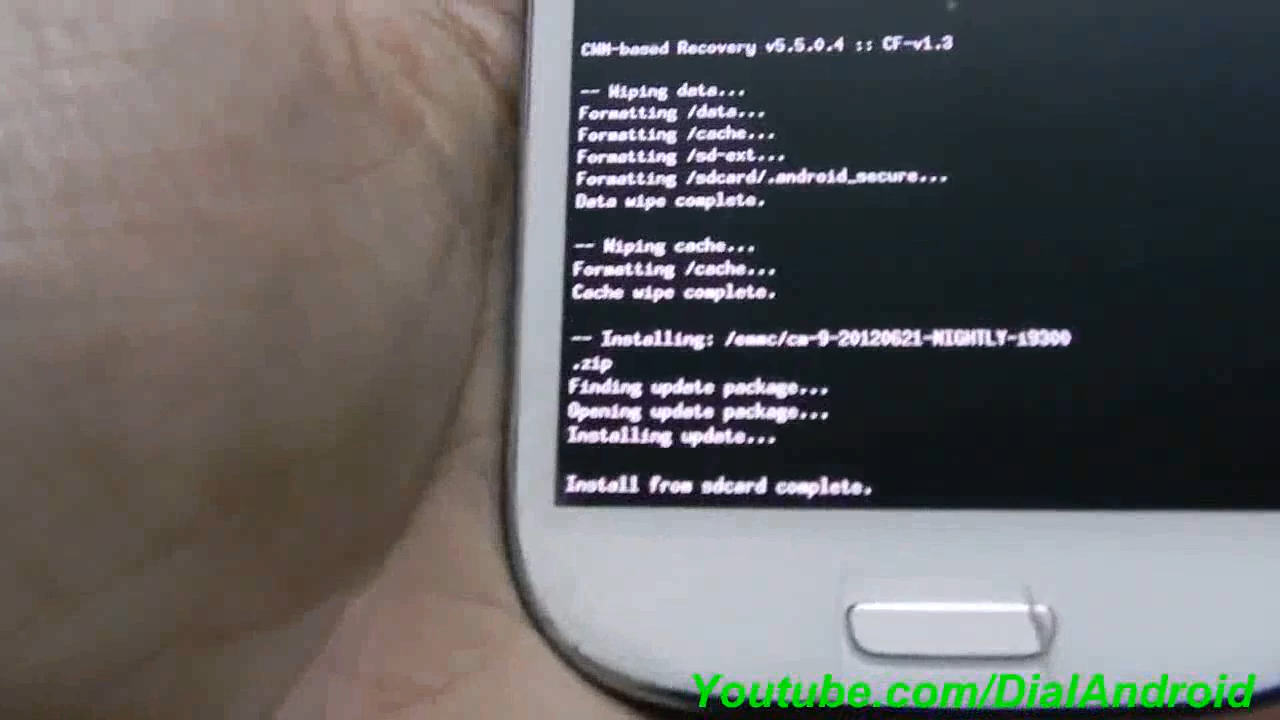 CWM-based Recovery v5.5.0.4 :: CF-v1.3
-- Wiping data...
Formatting /data...
Formatting /cache...
Formatting /sd-ext...
Formatting /sdcard/.android_secure...
Data wipe complete.
-- Wiping cache...
Formatting /cache...
Cache wipe complete.
-- Installing: /emmc/cm-9-20120621-NIGHTLY-i9300
.zip
Finding update package...
Opening update package...
Installing update...
Install from sdcard complete.
Youtube.com/DialAndroid